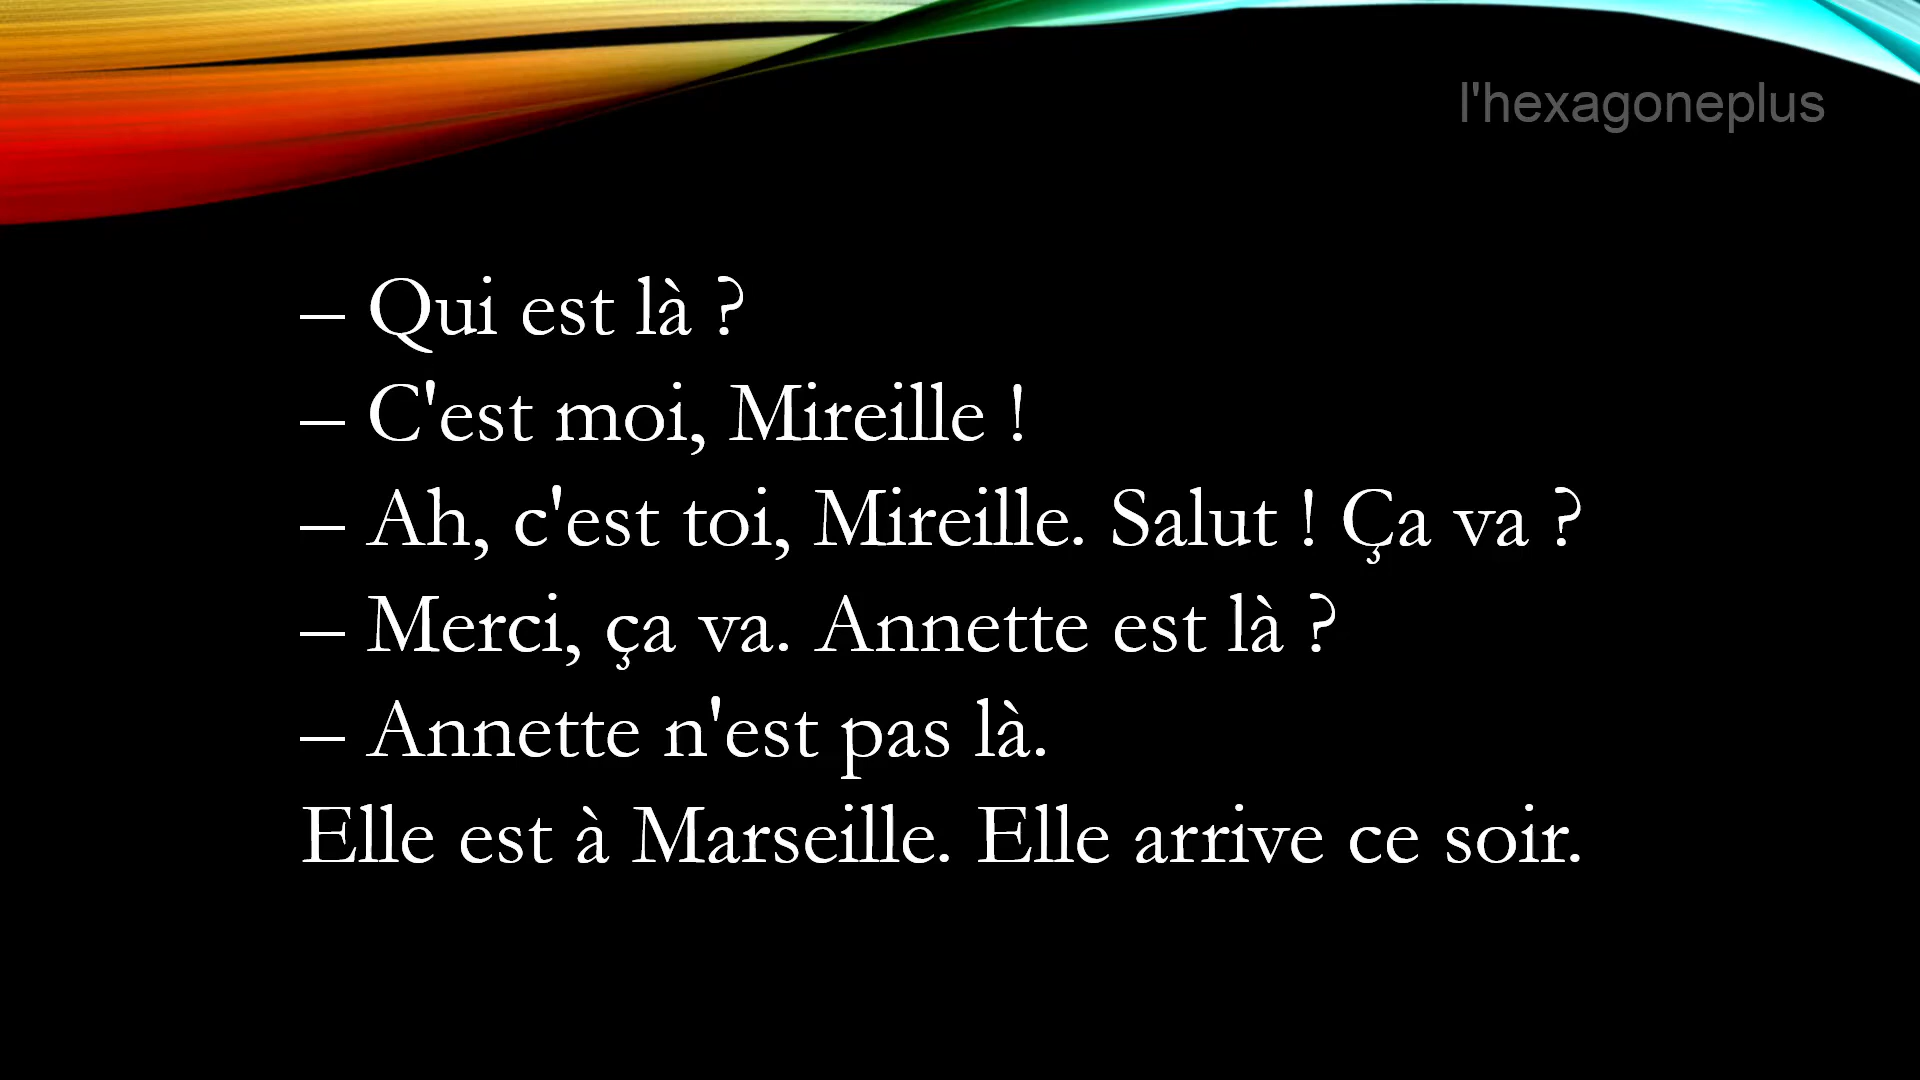 l'hexagoneplus
– Qui est là ?
– C'est moi, Mireille !
– Ah, c'est toi, Mireille. Salut ! Ça va ?
– Merci, ça va. Annette est là ?
– Annette n'est pas là.
Elle est à Marseille. Elle arrive ce soir.